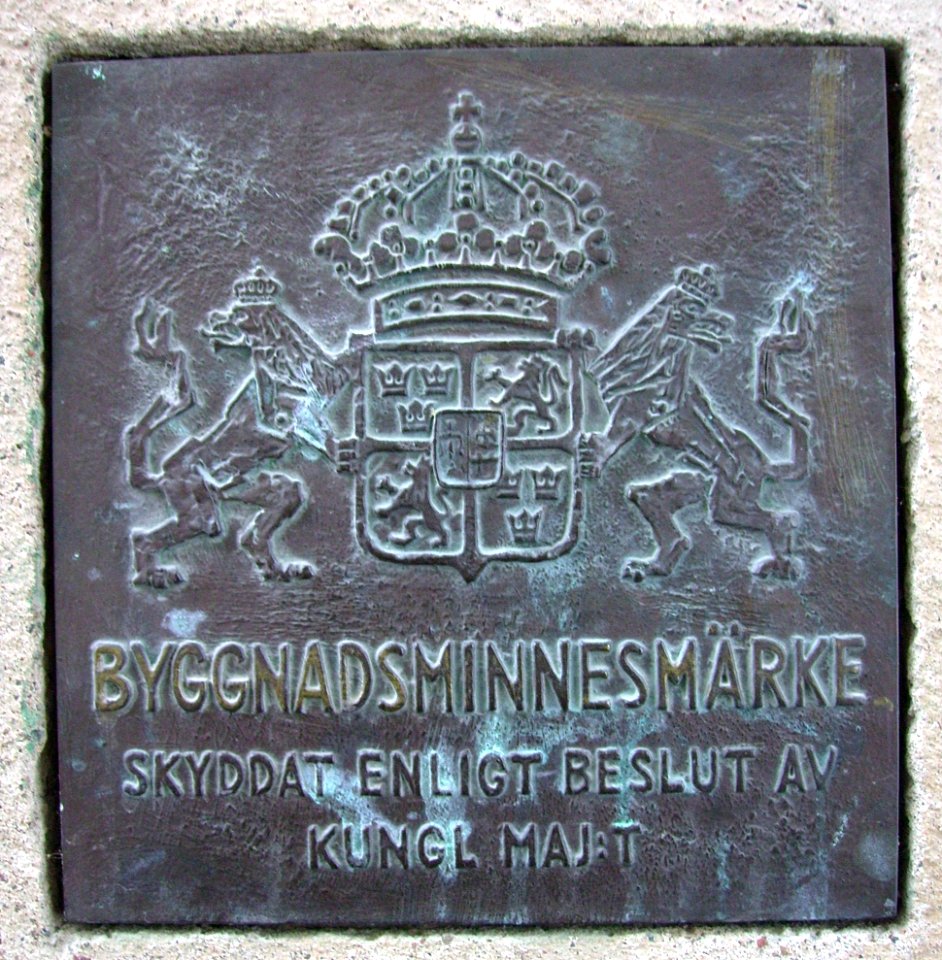 BYGGNADSMINNESMÄRKE
SKYDDAT ENLIGT BESLUT AV
KUNGL MAJ:T